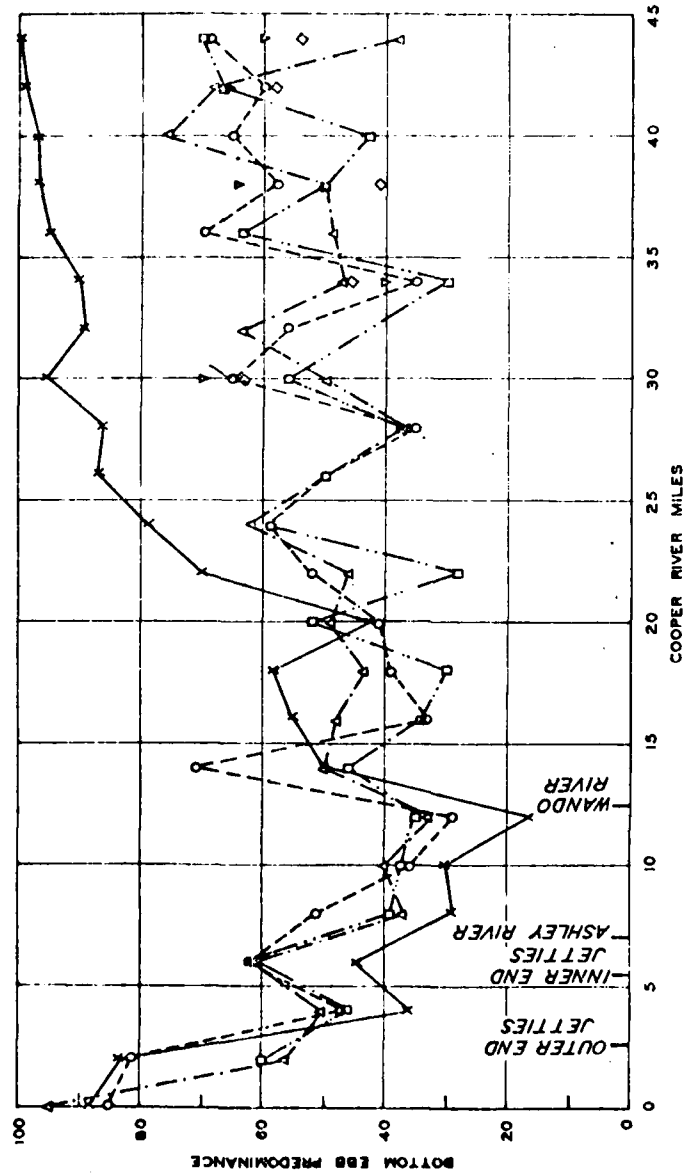 BOTTOM EBB PREDOMINANCE
100
80
60
40
20
0
0
5
10
15
20
25
30
35
40
45
OUTER END
JETTIES
INNER END
JETTIES
ASHLEY RIVER
WANDO
RIVER
COOPER RIVER MILES